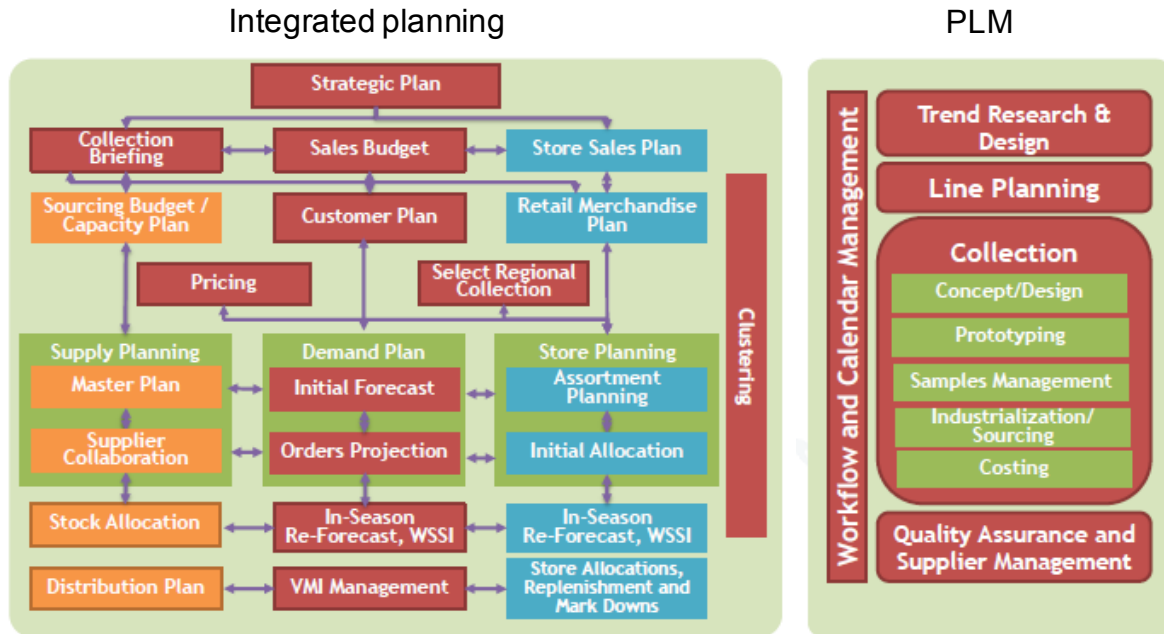 Integrated planning
PLM
Strategic Plan
Collection
Briefing
Sales Budget
Store Sales Plan
Sourcing Budget /
Capacity Plan
Customer Plan
Retail Merchandise
Plan
Pricing
Select Regional
Collection
Clustering
Supply Planning
Demand Plan
Store Planning
Master Plan
Initial Forecast
Assortment
Planning
Supplier
Collaboration
Orders Projection
Initial Allocation
Stock Allocation
In-Season
Re-Forecast, WSSI
In-Season
Re-Forecast, WSSI
Distribution Plan
VMI Management
Store Allocations,
Replenishment and
Mark Downs
Workflow and Calendar Management
Trend Research &
Design
Line Planning
Collection
Concept/Design
Prototyping
Samples Management
Industrialization/
Sourcing
Costing
Quality Assurance and
Supplier Management